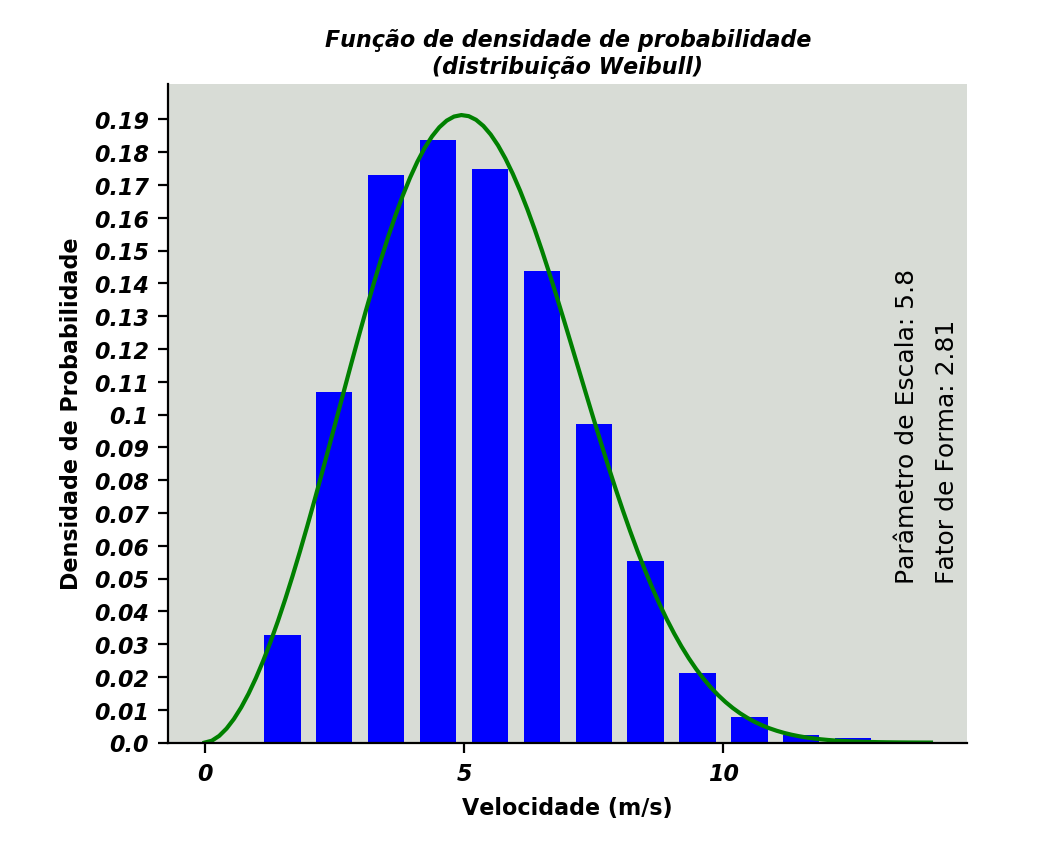 Função de densidade de probabilidade
(distribuição Weibull)
0.19
0.18
0.17
0.16
0.15
0.14
0.13
0.12
0.11
0.1
0.09
0.08
0.07
0.06
0.05
0.04
0.03
0.02
0.01
0.0
Densidade de Probabilidade
Parâmetro de Escala: 5.8
Fator de Forma: 2.81
0 5 10
Velocidade (m/s)